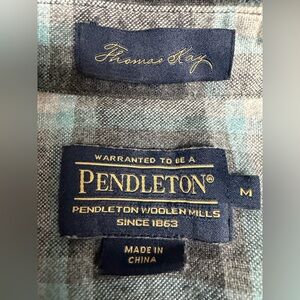 Thomas Kay
WARRANTED TO BE A
PENDLETON®
PENDLETON WOOLEN MILLS
SINCE 1863
M
MADE IN
CHINA